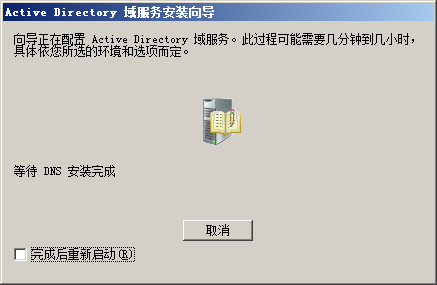 Active Directory 域服务安装向导
向导正在配置 Active Directory 域服务。此过程可能需要几分钟到几小时，
具体依您所选的环境和选项而定。
等待 DNS 安装完成
取消
完成后重新启动(R)